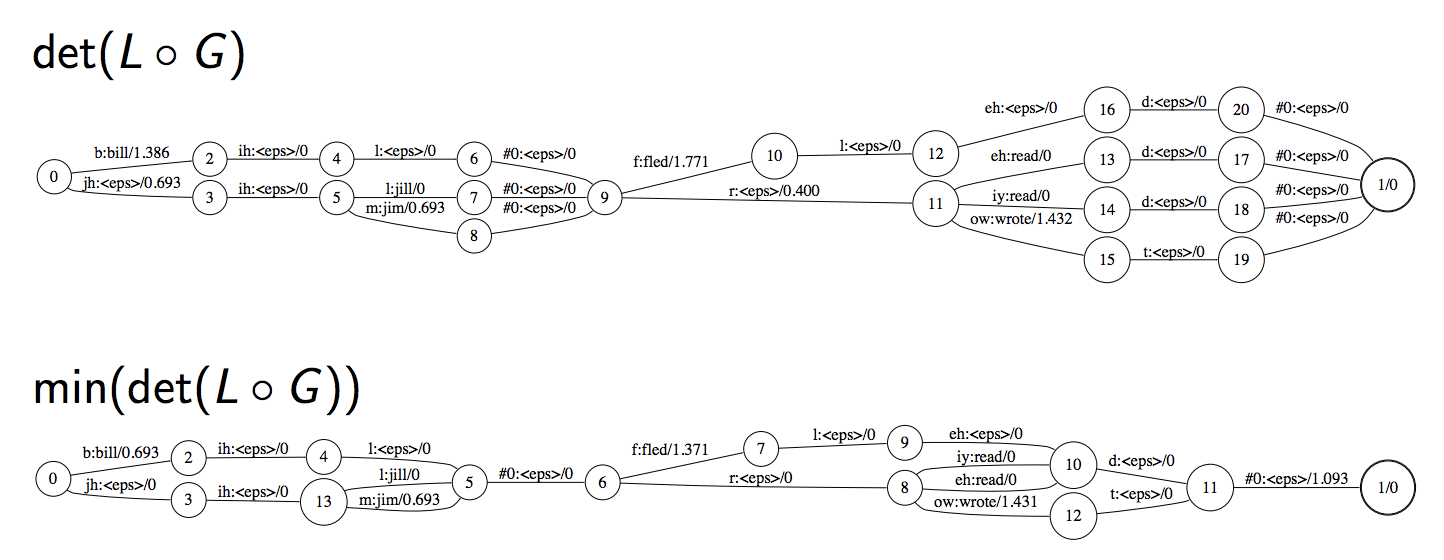 det(L ∘ G)
eh:<eps>/0 16 d:<eps>/0 20 #0:<eps>/0
b:bill/1.386 2 ih:<eps>/0 4 l:<eps>/0 6 #0:<eps>/0 f:fled/1.771 10 l:<eps>/0 12 eh:read/0 13 d:<eps>/0 17 #0:<eps>/0
0 jh:<eps>/0.693 3 ih:<eps>/0 5 l:jill/0 7 #0:<eps>/0 9 r:<eps>/0.400 11 iy:read/0 14 d:<eps>/0 18 #0:<eps>/0 1/0
m:jim/0.693 8 #0:<eps>/0 ow:wrote/1.432 15 t:<eps>/0 19 #0:<eps>/0
min(det(L ∘ G))
b:bill/0.693 2 ih:<eps>/0 4 l:<eps>/0 f:fled/1.371 7 l:<eps>/0 9 eh:<eps>/0
0 jh:<eps>/0 3 ih:<eps>/0 13 l:jill/0 5 #0:<eps>/0 6 r:<eps>/0 8 iy:read/0 10 d:<eps>/0 11 #0:<eps>/1.093 1/0
m:jim/0.693 eh:read/0 t:<eps>/0
ow:wrote/1.431 12